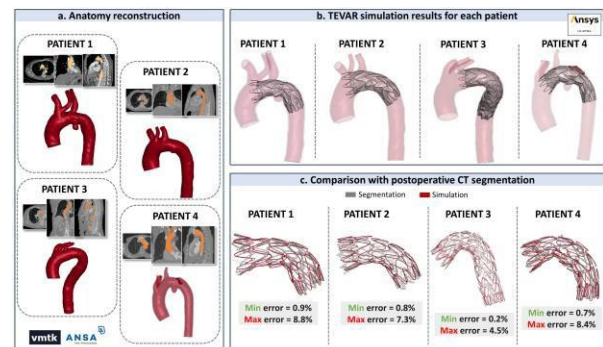 a. Anatomy reconstruction
PATIENT 1
PATIENT 2
PATIENT 3
PATIENT 4
vmtk ANSA
b. TEVAR simulation results for each patient
Ansys
PATIENT 1 PATIENT 2 PATIENT 3 PATIENT 4
c. Comparison with postoperative CT segmentation
Segmentation Simulation
PATIENT 1 PATIENT 2 PATIENT 3 PATIENT 4
Min error = 0.9%
Max error = 8.8%
Min error = 0.8%
Max error = 7.3%
Min error = 0.2%
Max error = 4.5%
Min error = 0.7%
Max error = 8.4%